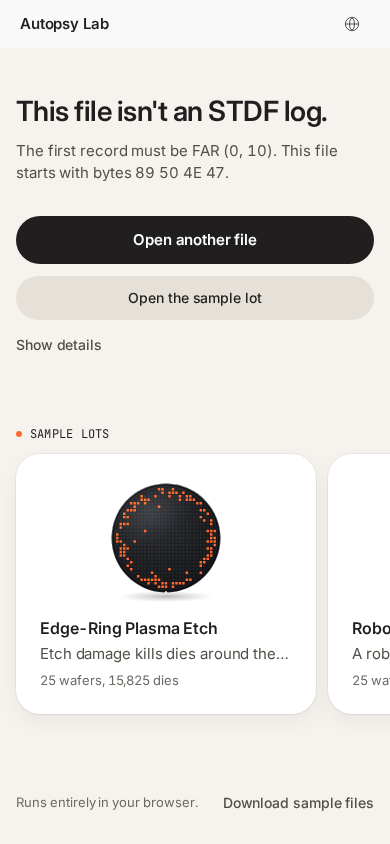 Autopsy Lab
This file isn't an STDF log.
The first record must be FAR (0, 10). This file
starts with bytes 89 50 4E 47.
Open another file
Open the sample lot
Show details
SAMPLE LOTS
Edge-Ring Plasma Etch
Etch damage kills dies around the…
25 wafers, 15,825 dies
Robo
A rob
25 wa
Runs entirely in your browser.
Download sample files